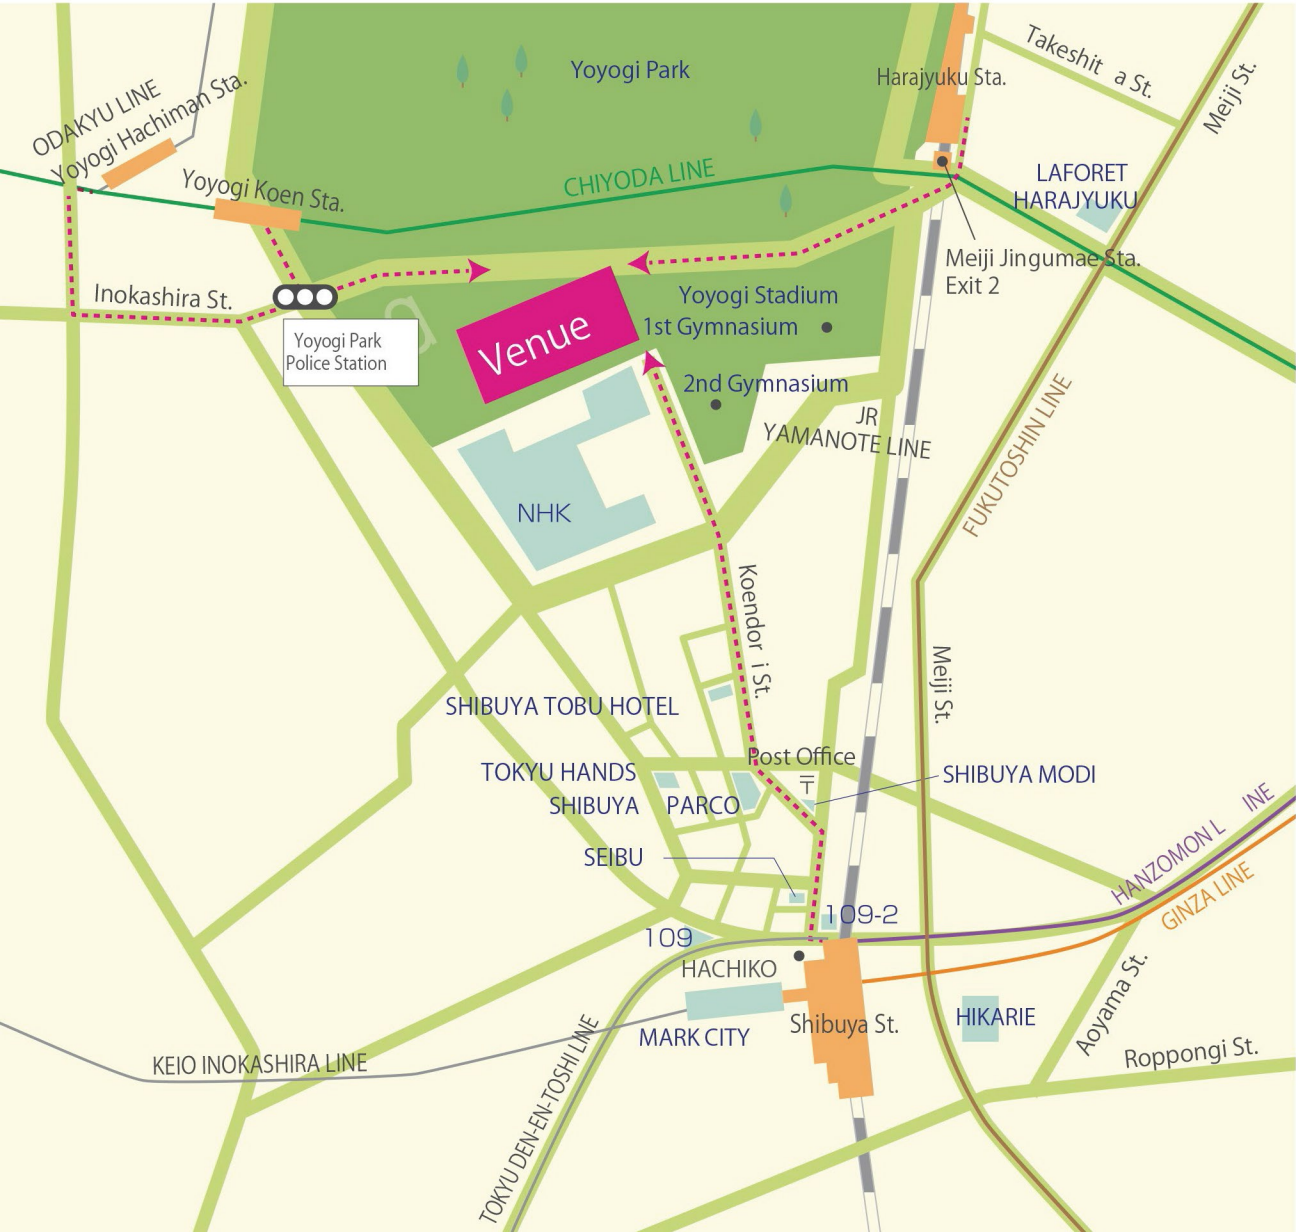 Yoyogi Park
Harajyuku Sta.
Takeshit a St.
Meiji St.
ODAKYU LINE
Yoyogi Hachiman Sta.
Yoyogi Koen Sta.
CHIYODA LINE
LAFORET
HARAJYUKU
Meiji Jingumae Sta.
Exit 2
Inokashira St.
Yoyogi Park
Police Station
g
Venue
Yoyogi Stadium
1st Gymnasium
2nd Gymnasium
JR
YAMANOTE LINE
FUKUTOSHIN LINE
NHK
Koendor i St.
Meiji St.
SHIBUYA TOBU HOTEL
Post Office
〒
TOKYU HANDS
SHIBUYA
PARCO
SHIBUYA MODI
SEIBU
HANZOMON L INE
GINZA LINE
109-2
109
HACHIKO
MARK CITY
Shibuya St.
HIKARIE
Aoyama St.
Roppongi St.
KEIO INOKASHIRA LINE
TOKYU DEN-EN-TOSHI LINE